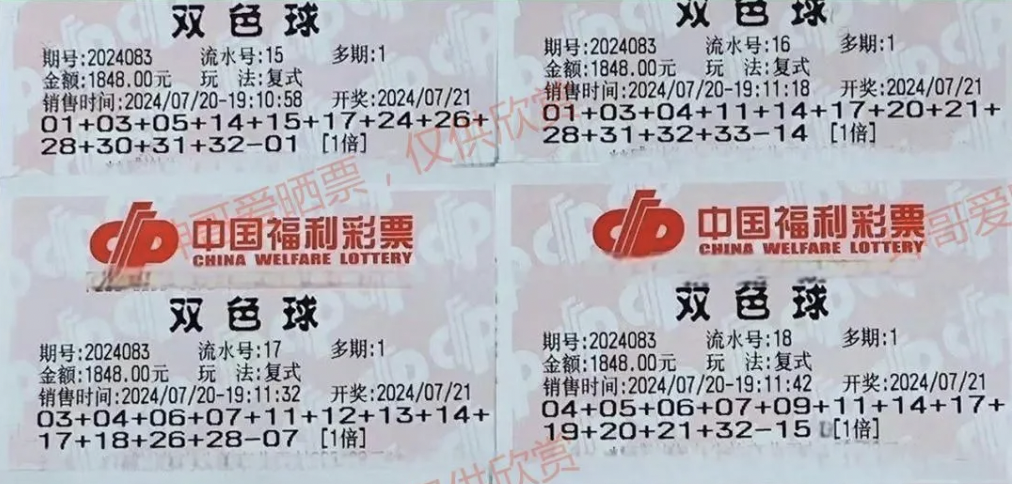 双色球
期号:2024083 流水号:15 多期:1
金额:1848.00元 玩 法:复式
销售时间:2024/07/20-19:10:58 开奖:2024/07/21
01+03+05+14+15+17+24+26+
28+30+31+32-01 [1倍]
双色球
期号:2024083 流水号:16 多期:1
金额:1848.00元 玩 法:复式
销售时间:2024/07/20-19:11:18 开奖:2024/07/21
01+03+04+11+14+17+20+21+
28+31+32+33-14 [1倍]
中国福利彩票
CHINA WELFARE LOTTERY
双色球
期号:2024083 流水号:17 多期:1
金额:1848.00元 玩 法:复式
销售时间:2024/07/20-19:11:32 开奖:2024/07/21
03+04+06+07+11+12+13+14+
17+18+26+28-07 [1倍]
中国福利彩票
CHINA WELFARE LOTTERY
双色球
期号:2024083 流水号:18 多期:1
金额:1848.00元 玩 法:复式
销售时间:2024/07/20-19:11:42 开奖:2024/07/21
04+05+06+07+09+11+14+17+
19+20+21+32-15 [1倍]
哥爱晒票，仅供欣赏
哥爱
供欣赏